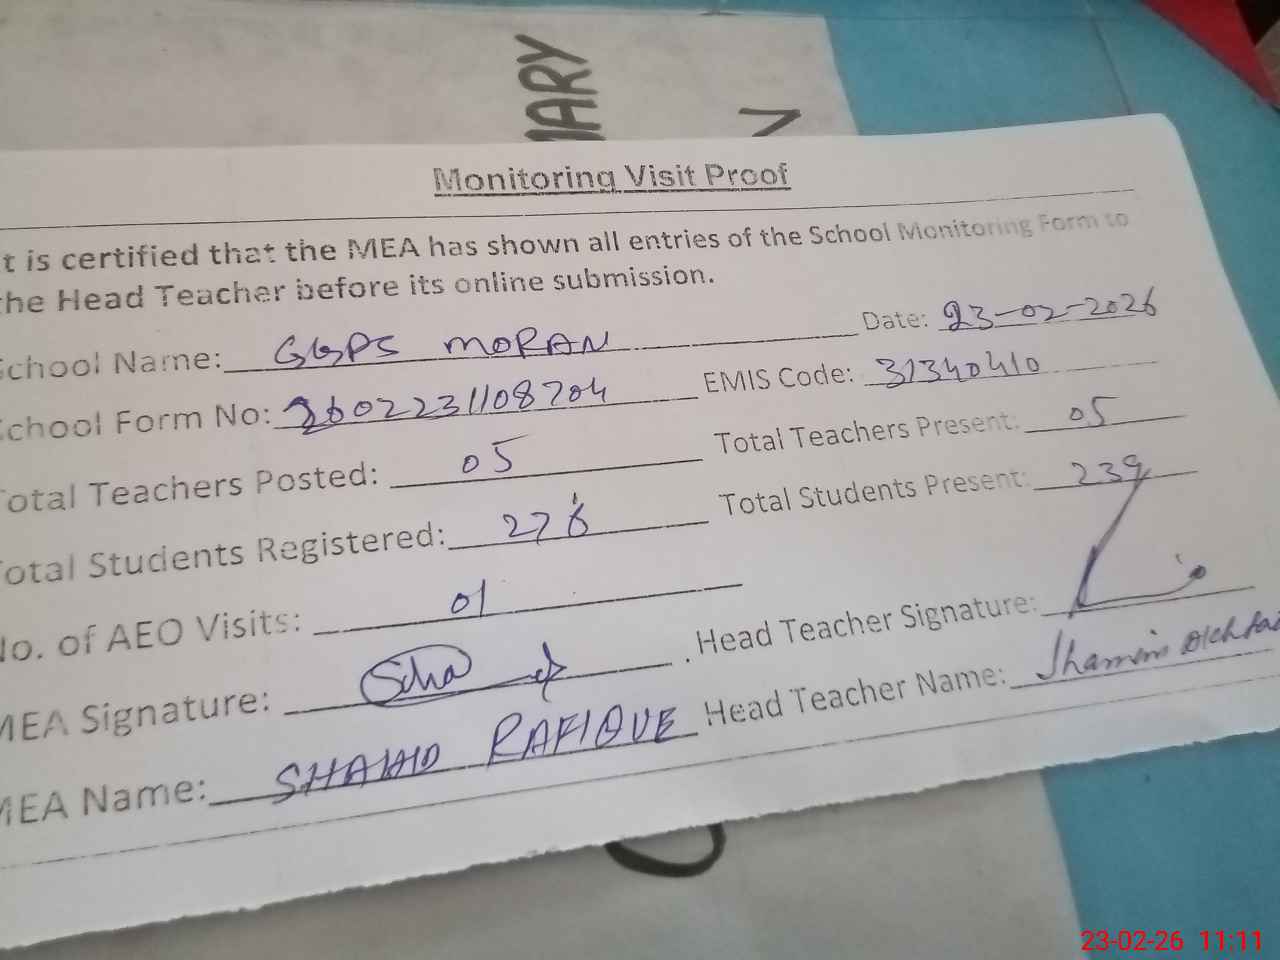 MARY
Monitoring Visit Proof
t is certified that the MEA has shown all entries of the School Monitoring Form to
the Head Teacher before its online submission.
School Name: GGPS MORAN Date: 23-02-2026
School Form No: 2602231108704 EMIS Code: 31340410
Total Teachers Posted: 05 Total Teachers Present: 05
Total Students Registered: 276 Total Students Present: 239
No. of AEO Visits: 01
MEA Signature: . Head Teacher Signature:
MEA Name: SHAHID RAFIQUE Head Teacher Name: Shamim
23-02-26 11:11